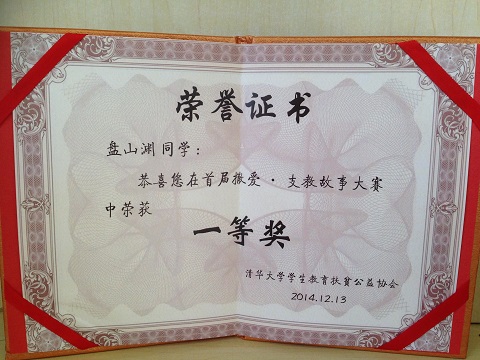 荣誉证书
盘山渊同学：
恭喜您在首届撒爱·支教故事大赛
中荣获
一等奖
清华大学学生教育扶贫公益协会
2014.12.13